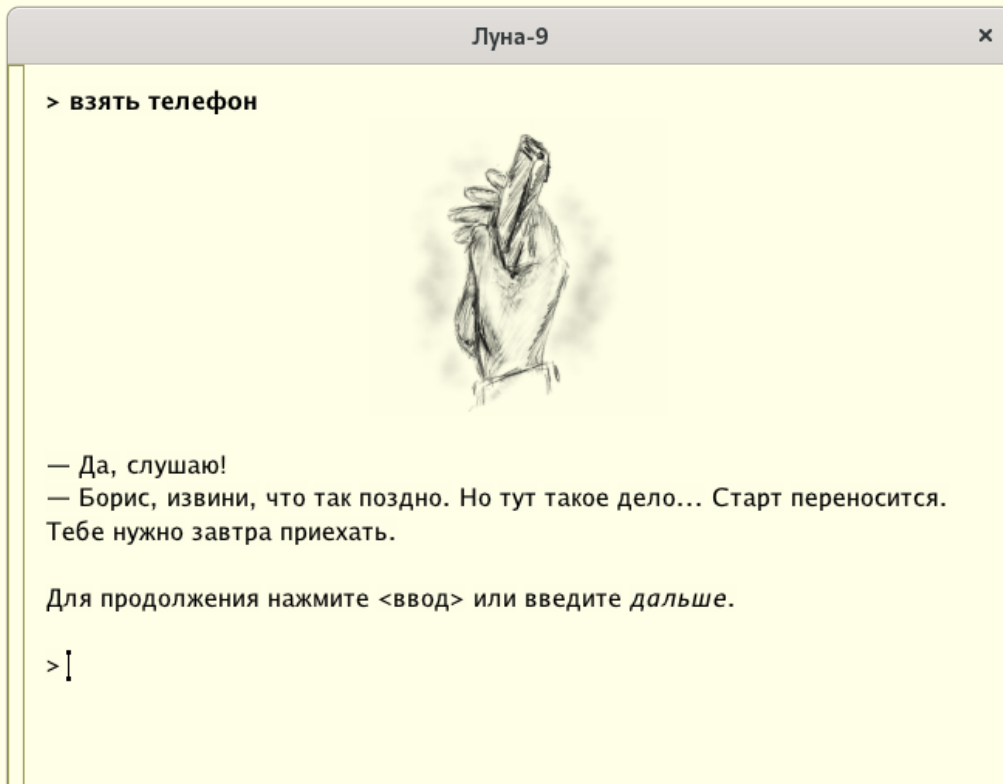 Луна-9
> взять телефон
— Да, слушаю!
— Борис, извини, что так поздно. Но тут такое дело... Старт переносится.
Тебе нужно завтра приехать.
Для продолжения нажмите <ввод> или введите дальше.
>